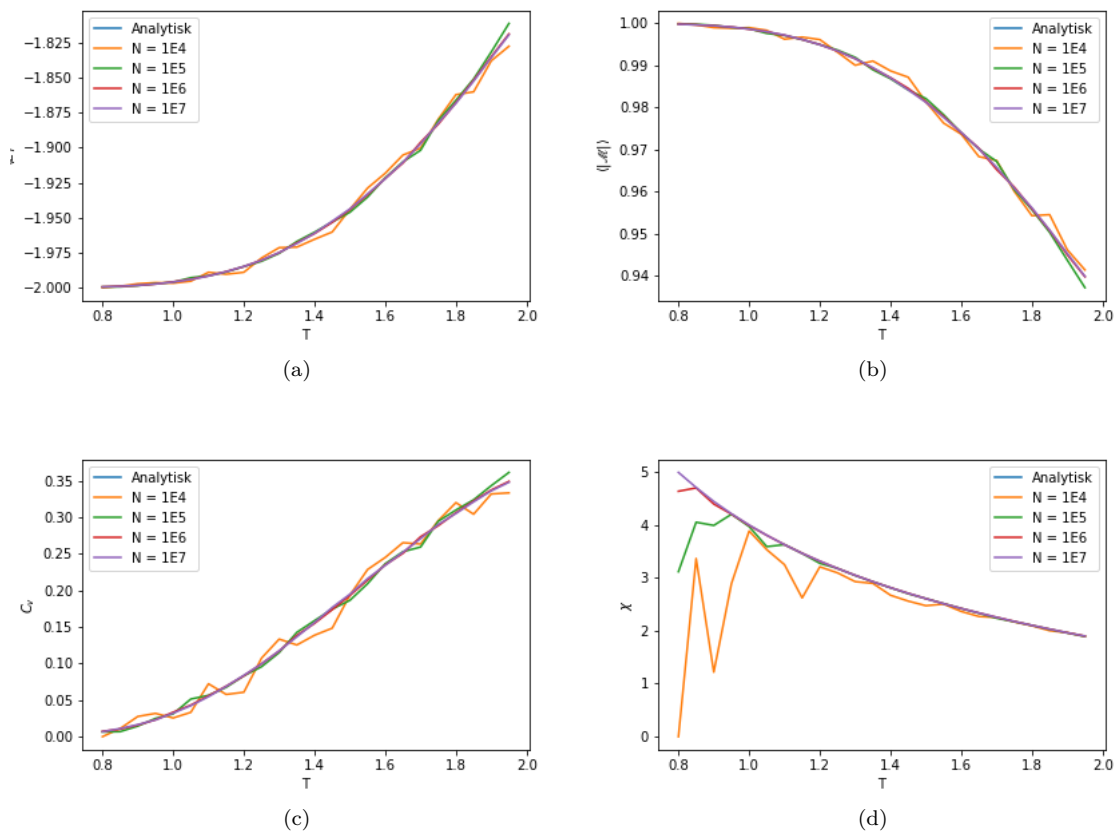 Analytisk
N = 1E4
N = 1E5
N = 1E6
N = 1E7
−1.825
−1.850
−1.875
−1.900
−1.925
−1.950
−1.975
−2.000
0.8 1.0 1.2 1.4 1.6 1.8 2.0
T
(a)
Analytisk
N = 1E4
N = 1E5
N = 1E6
N = 1E7
1.00
0.99
0.98
0.97
0.96
0.95
0.94
⟨|ℳ|⟩
0.8 1.0 1.2 1.4 1.6 1.8 2.0
T
(b)
Analytisk
N = 1E4
N = 1E5
N = 1E6
N = 1E7
0.35
0.30
0.25
0.20
0.15
0.10
0.05
0.00
Cᵥ
0.8 1.0 1.2 1.4 1.6 1.8 2.0
T
(c)
Analytisk
N = 1E4
N = 1E5
N = 1E6
N = 1E7
5
4
3
2
1
0
χ
0.8 1.0 1.2 1.4 1.6 1.8 2.0
T
(d)